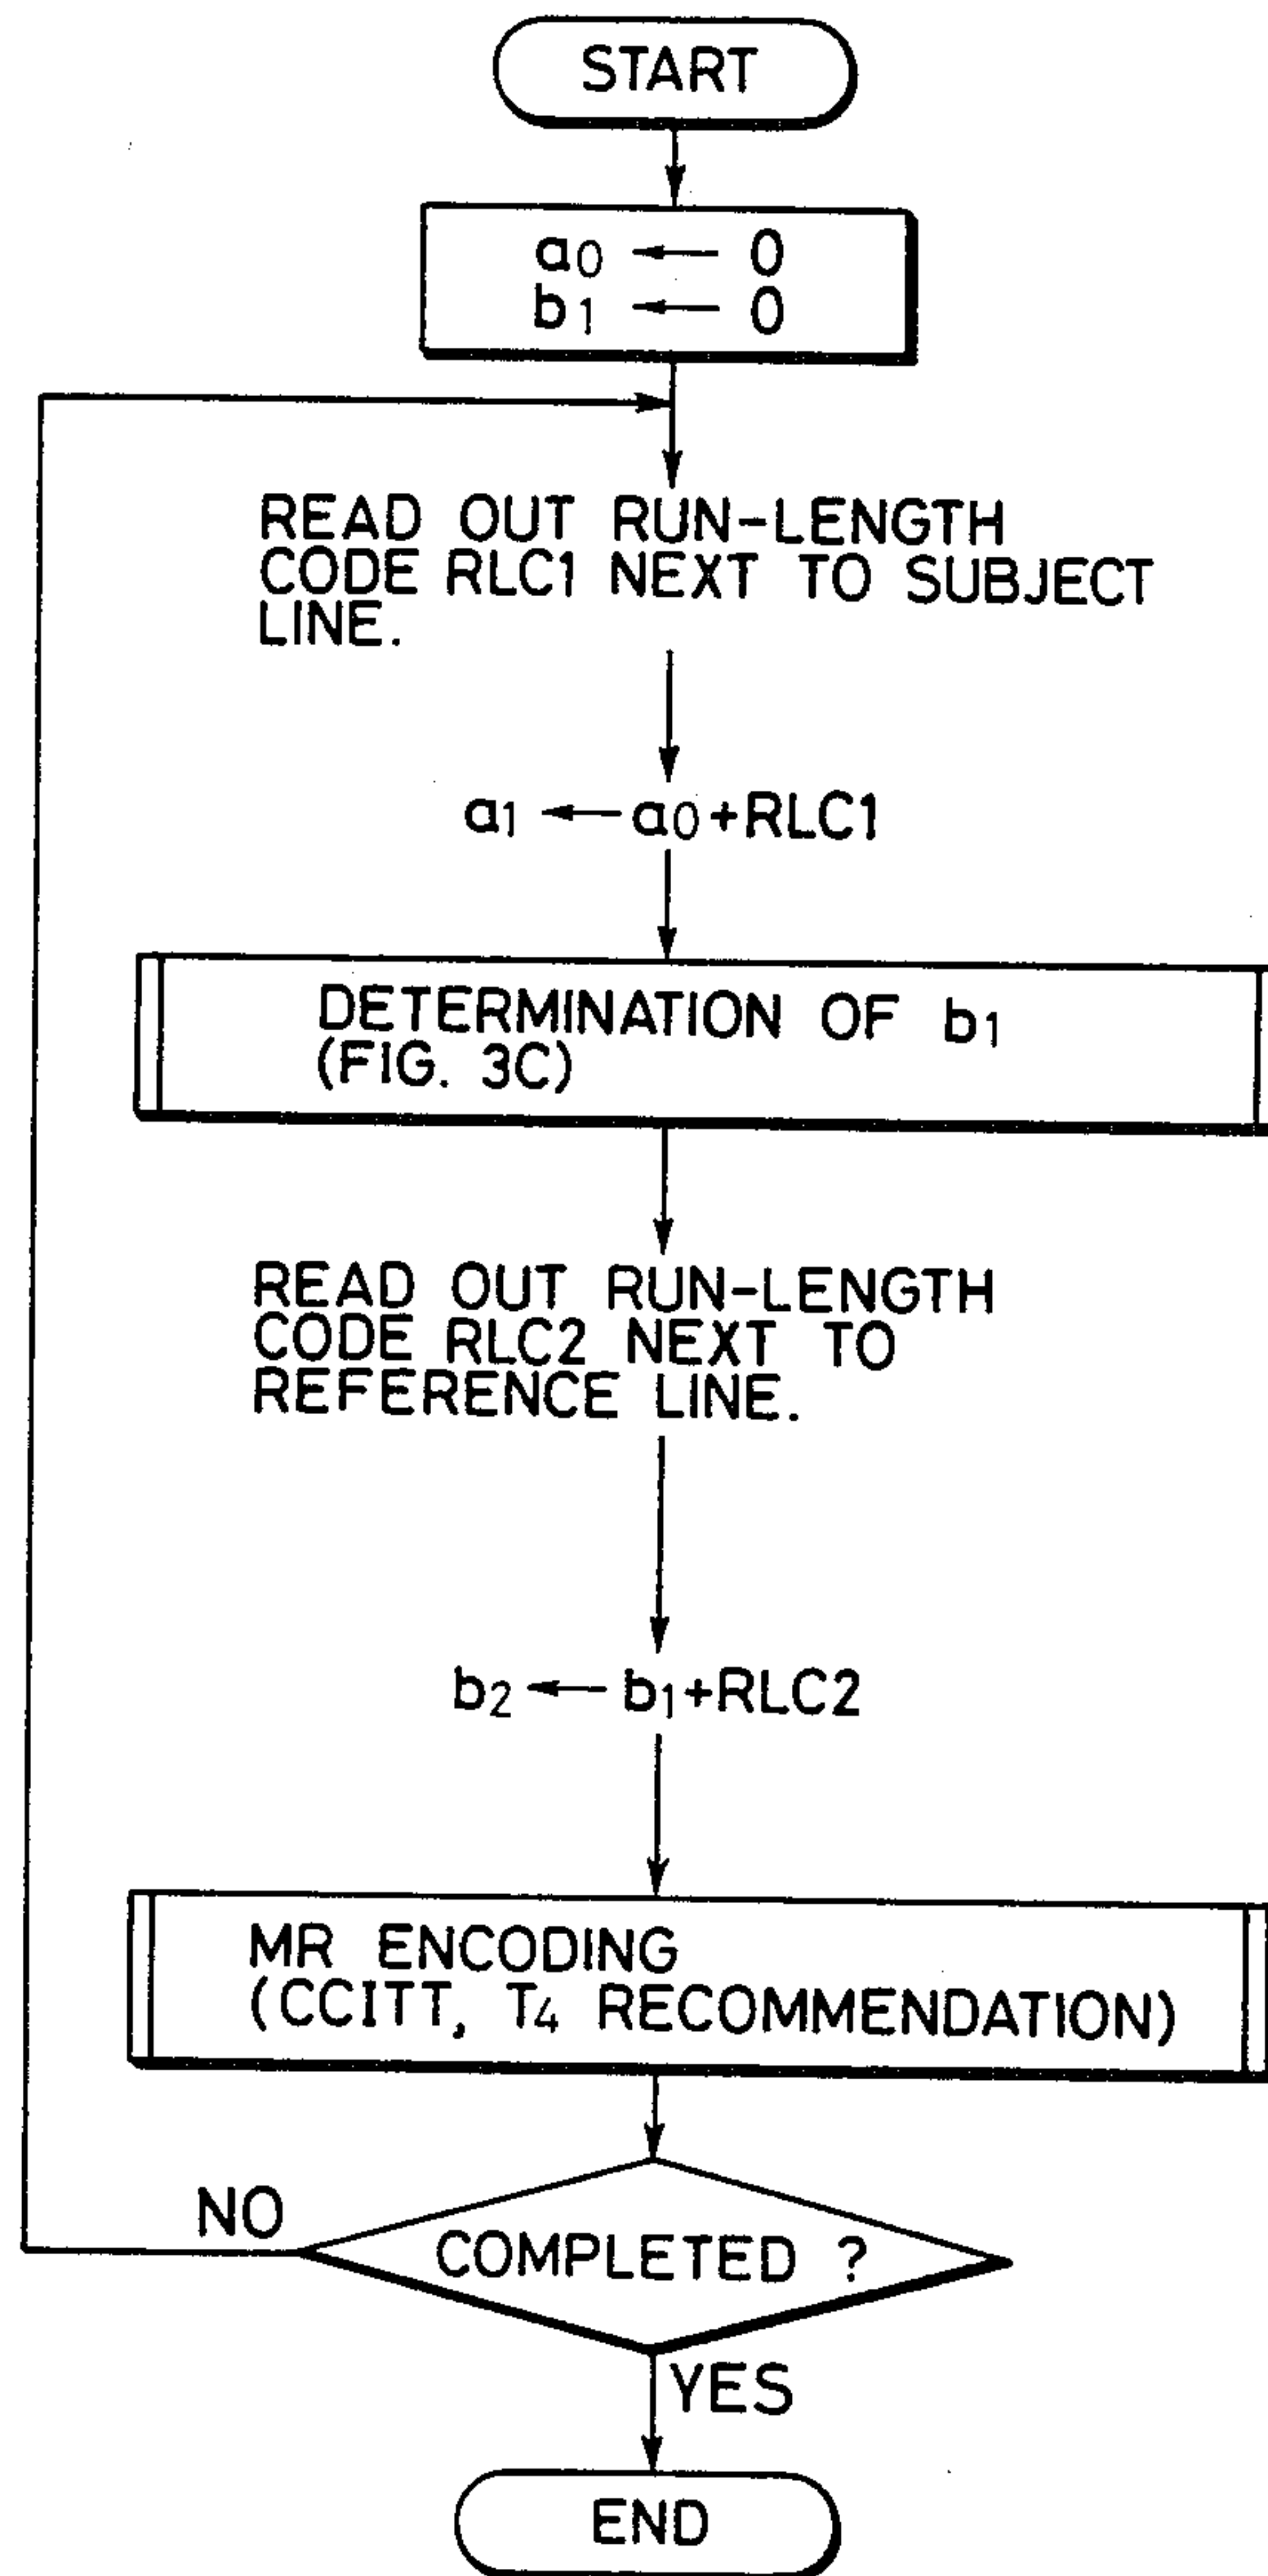 START
a₀ ← 0
b₁ ← 0
READ OUT RUN-LENGTH
CODE RLC1 NEXT TO SUBJECT
LINE.
a₁ ← a₀+RLC1
DETERMINATION OF b₁
(FIG. 3C)
READ OUT RUN-LENGTH
CODE RLC2 NEXT TO
REFERENCE LINE.
b₂ ← b₁+RLC2
MR ENCODING
(CCITT, T₄ RECOMMENDATION)
NO
COMPLETED ?
YES
END